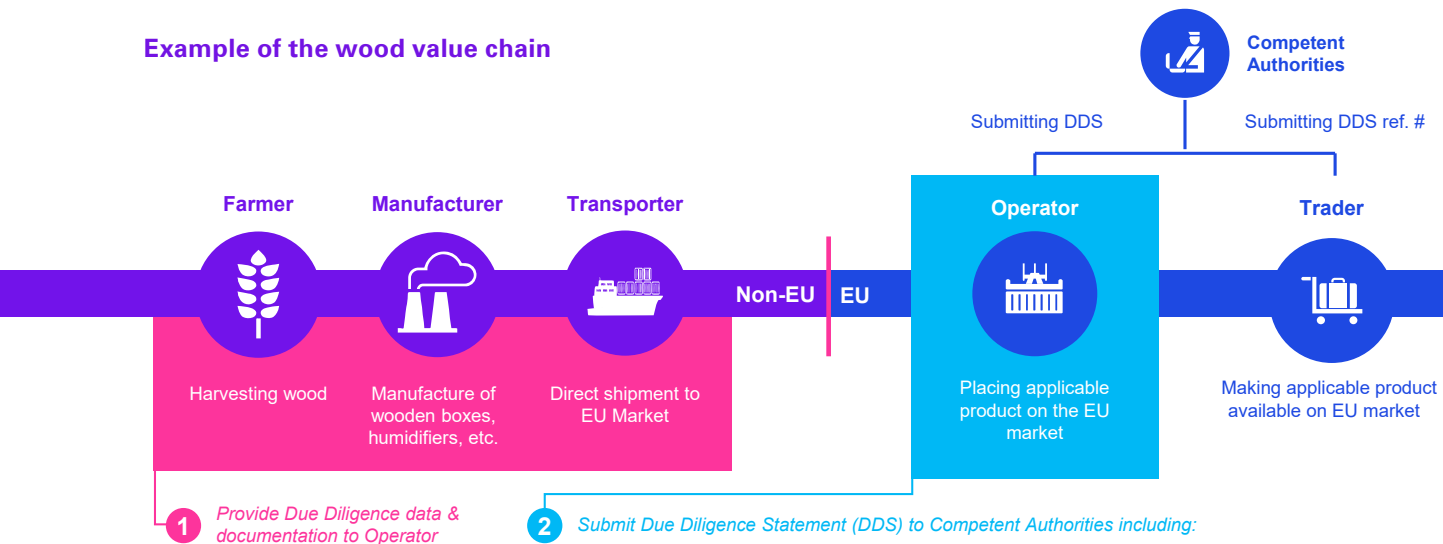 Example of the wood value chain
Competent
Authorities
Submitting DDS
Submitting DDS ref. #
Farmer
Manufacturer
Transporter
Operator
Trader
Non-EU
EU
Harvesting wood
Manufacture of
wooden boxes,
humidifiers, etc.
Direct shipment to
EU Market
Placing applicable
product on the EU
market
Making applicable product
available on EU market
1
Provide Due Diligence data &
documentation to Operator
2
Submit Due Diligence Statement (DDS) to Competent Authorities including: